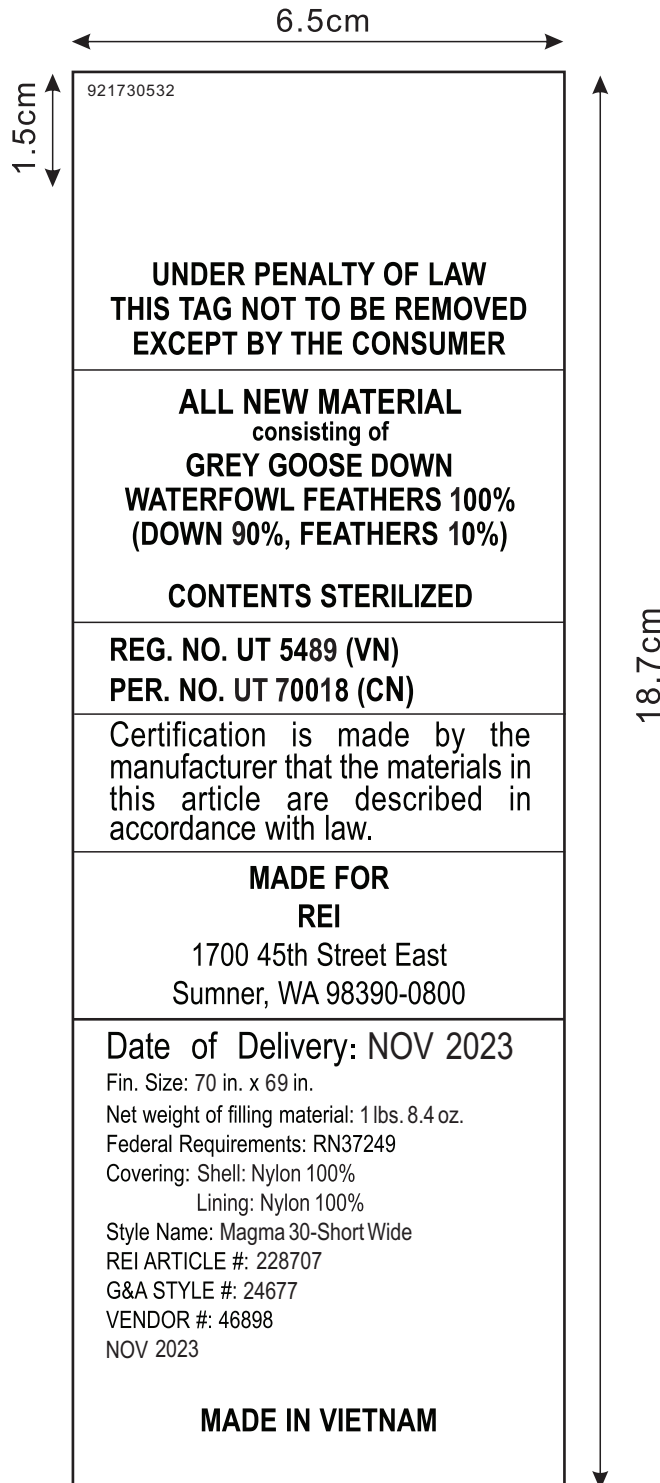 6.5cm
1.5cm
921730532
UNDER PENALTY OF LAW
THIS TAG NOT TO BE REMOVED
EXCEPT BY THE CONSUMER
ALL NEW MATERIAL
consisting of
GREY GOOSE DOWN
WATERFOWL FEATHERS 100%
(DOWN 90%, FEATHERS 10%)
CONTENTS STERILIZED
REG. NO. UT 5489 (VN)
PER. NO. UT 70018 (CN)
18.7cm
Certification is made by the
manufacturer that the materials in
this article are described in
accordance with law.
MADE FOR
REI
1700 45th Street East
Sumner, WA 98390-0800
Date of Delivery: NOV 2023
Fin. Size: 70 in. x 69 in.
Net weight of filling material: 1 lbs. 8.4 oz.
Federal Requirements: RN37249
Covering: Shell: Nylon 100%
Lining: Nylon 100%
Style Name: Magma 30-Short Wide
REI ARTICLE #: 228707
G&A STYLE #: 24677
VENDOR #: 46898
NOV 2023
MADE IN VIETNAM